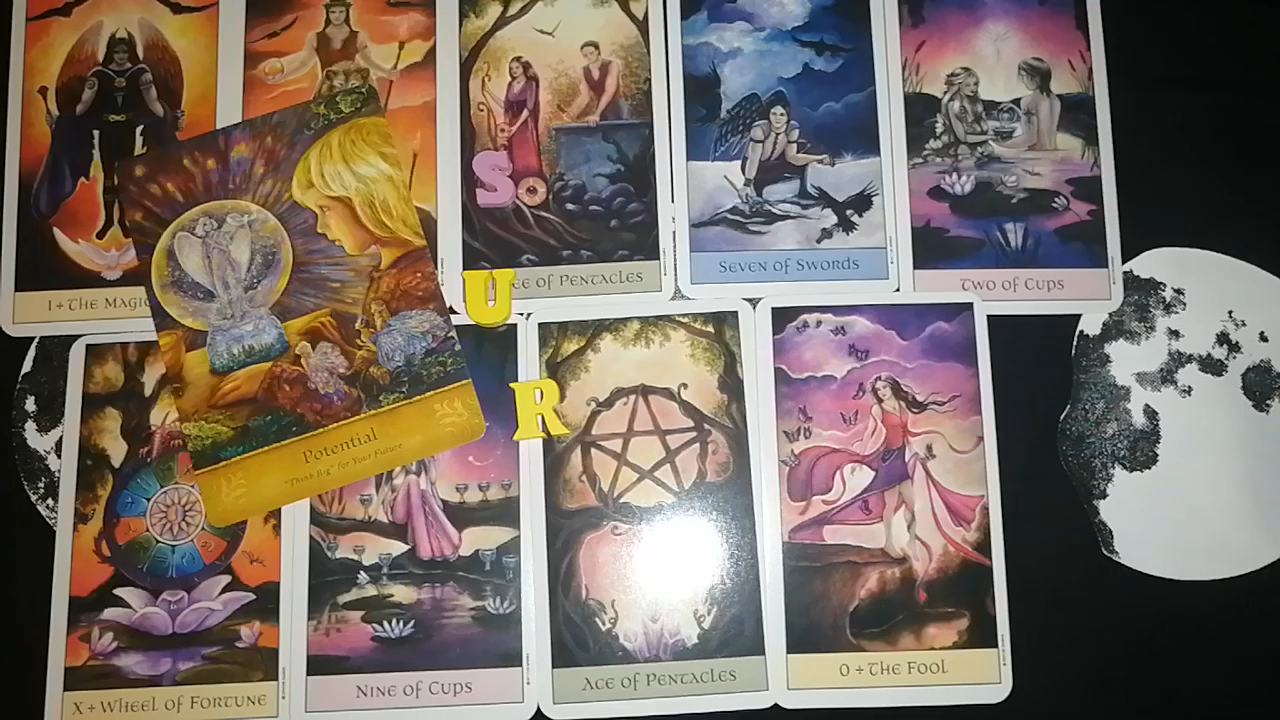 I + THE MAGIC
EE OF PENTACLES
SEVEN OF SWORDS
TWO OF CUPS
S
U
R
Potential
"Think Big" for Your Future
X + WHEEL OF FORTUNE
NINE OF CUPS
ACE OF PENTACLES
0 + THE FOOL